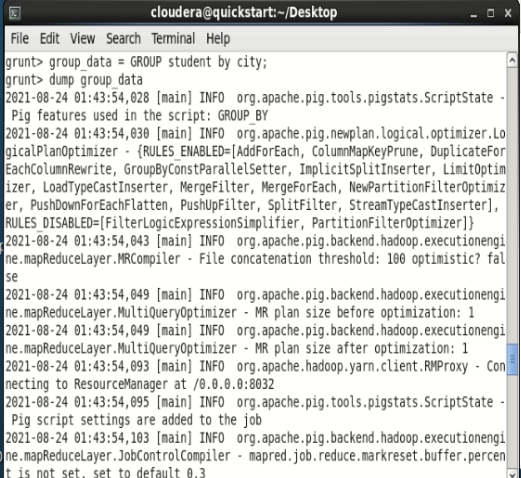 cloudera@quickstart:~/Desktop
File Edit View Search Terminal Help
grunt> group_data = GROUP student by city;
grunt> dump group_data
2021-08-24 01:43:54,028 [main] INFO  org.apache.pig.tools.pigstats.ScriptState -
 Pig features used in the script: GROUP_BY
2021-08-24 01:43:54,030 [main] INFO  org.apache.pig.newplan.logical.optimizer.Lo
gicalPlanOptimizer - {RULES_ENABLED=[AddForEach, ColumnMapKeyPrune, DuplicateFor
EachColumnRewrite, GroupByConstParallelSetter, ImplicitSplitInserter, LimitOptim
izer, LoadTypeCastInserter, MergeFilter, MergeForEach, NewPartitionFilterOptimiz
er, PushDownForEachFlatten, PushUpFilter, SplitFilter, StreamTypeCastInserter],
RULES_DISABLED=[FilterLogicExpressionSimplifier, PartitionFilterOptimizer]}
2021-08-24 01:43:54,043 [main] INFO  org.apache.pig.backend.hadoop.executionengi
ne.mapReduceLayer.MRCompiler - File concatenation threshold: 100 optimistic? fal
se
2021-08-24 01:43:54,049 [main] INFO  org.apache.pig.backend.hadoop.executionengi
ne.mapReduceLayer.MultiQueryOptimizer - MR plan size before optimization: 1
2021-08-24 01:43:54,049 [main] INFO  org.apache.pig.backend.hadoop.executionengi
ne.mapReduceLayer.MultiQueryOptimizer - MR plan size after optimization: 1
2021-08-24 01:43:54,093 [main] INFO  org.apache.hadoop.yarn.client.RMProxy - Con
necting to ResourceManager at /0.0.0.0:8032
2021-08-24 01:43:54,095 [main] INFO  org.apache.pig.tools.pigstats.ScriptState -
 Pig script settings are added to the job
2021-08-24 01:43:54,103 [main] INFO  org.apache.pig.backend.hadoop.executionengi
ne.mapReduceLayer.JobControlCompiler - mapred.job.reduce.markreset.buffer.percen
t is not set, set to default 0.3